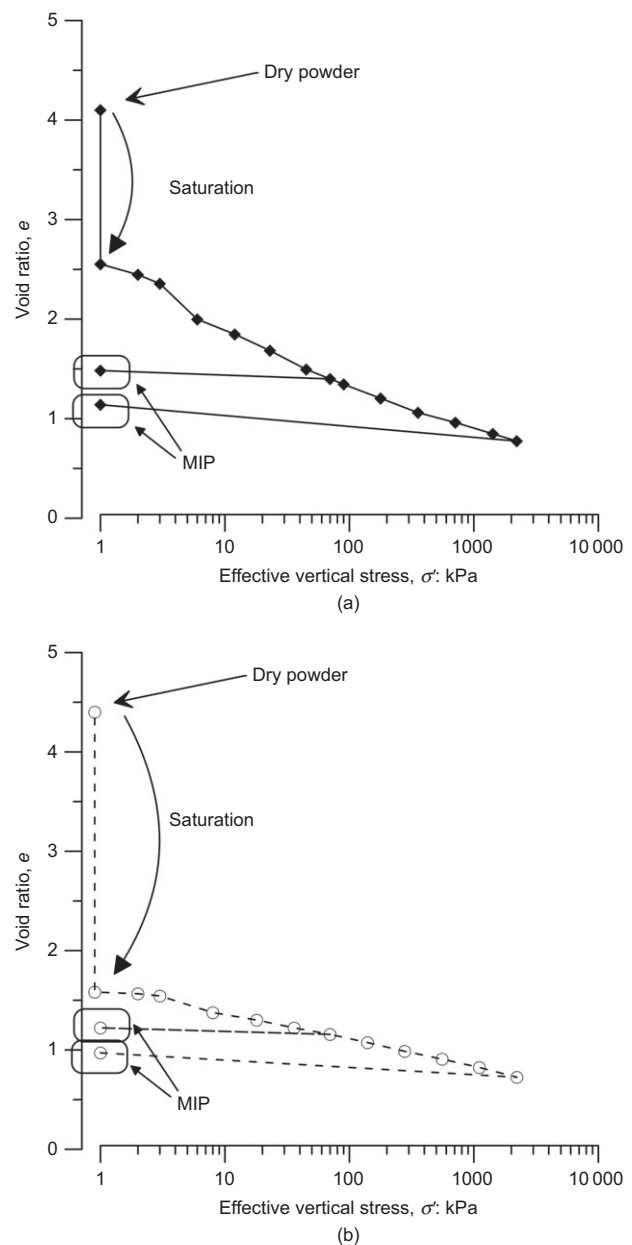 5
Dry powder
4
Saturation
3
Void ratio, e
2
1
MIP
0
1 10 100 1000 10 000
Effective vertical stress, σ′: kPa
(a)
5
Dry powder
4
Saturation
3
Void ratio, e
2
1
MIP
0
1 10 100 1000 10 000
Effective vertical stress, σ′: kPa
(b)